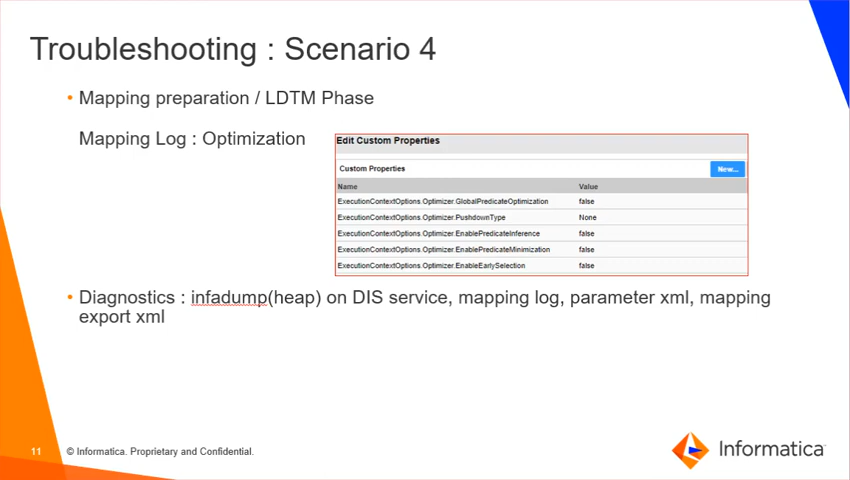 Troubleshooting : Scenario 4
• Mapping preparation / LDTM Phase
Mapping Log : Optimization
Edit Custom Properties
Custom Properties
New...
Name Value
ExecutionContextOptions.Optimizer.GlobalPredicateOptimization false
ExecutionContextOptions.Optimizer.PushdownType None
ExecutionContextOptions.Optimizer.EnablePredicateInference false
ExecutionContextOptions.Optimizer.EnablePredicateMinimization false
ExecutionContextOptions.Optimizer.EnableEarlySelection false
• Diagnostics : infadump(heap) on DIS service, mapping log, parameter xml, mapping
export xml
11 © Informatica. Proprietary and Confidential.
Informatica